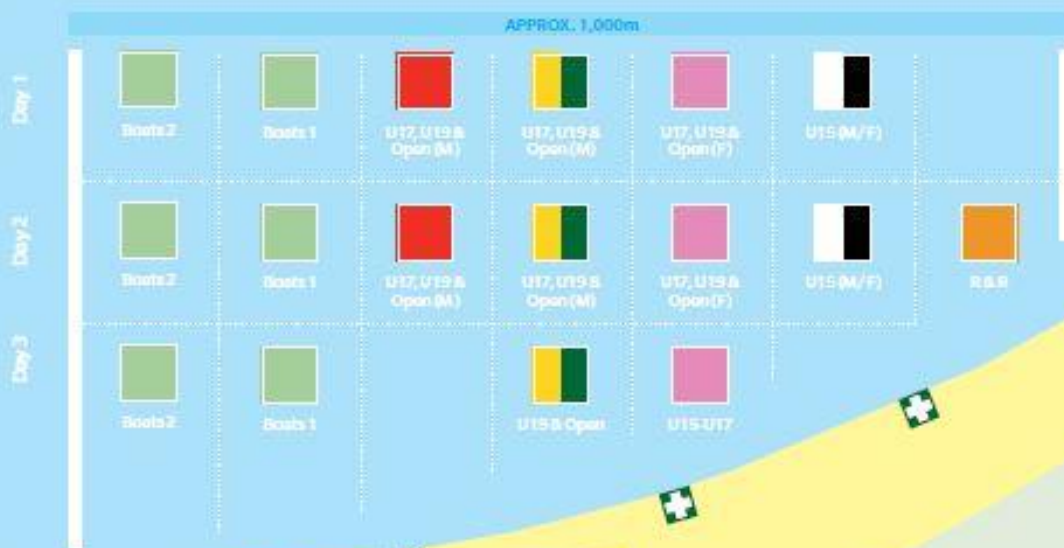 APPROX. 1,000m
Day 1
Boats 2
Boats 1
U17, U19 &
Open (M)
U17, U19 &
Open (M)
U17, U19 &
Open (F)
U15 (M/F)
Day 2
Boats 2
Boats 1
U17, U19 &
Open (M)
U17, U19 &
Open (M)
U17, U19 &
Open (F)
U15 (M/F)
R & R
Day 3
Boats 2
Boats 1
U19 & Open
U15-U17